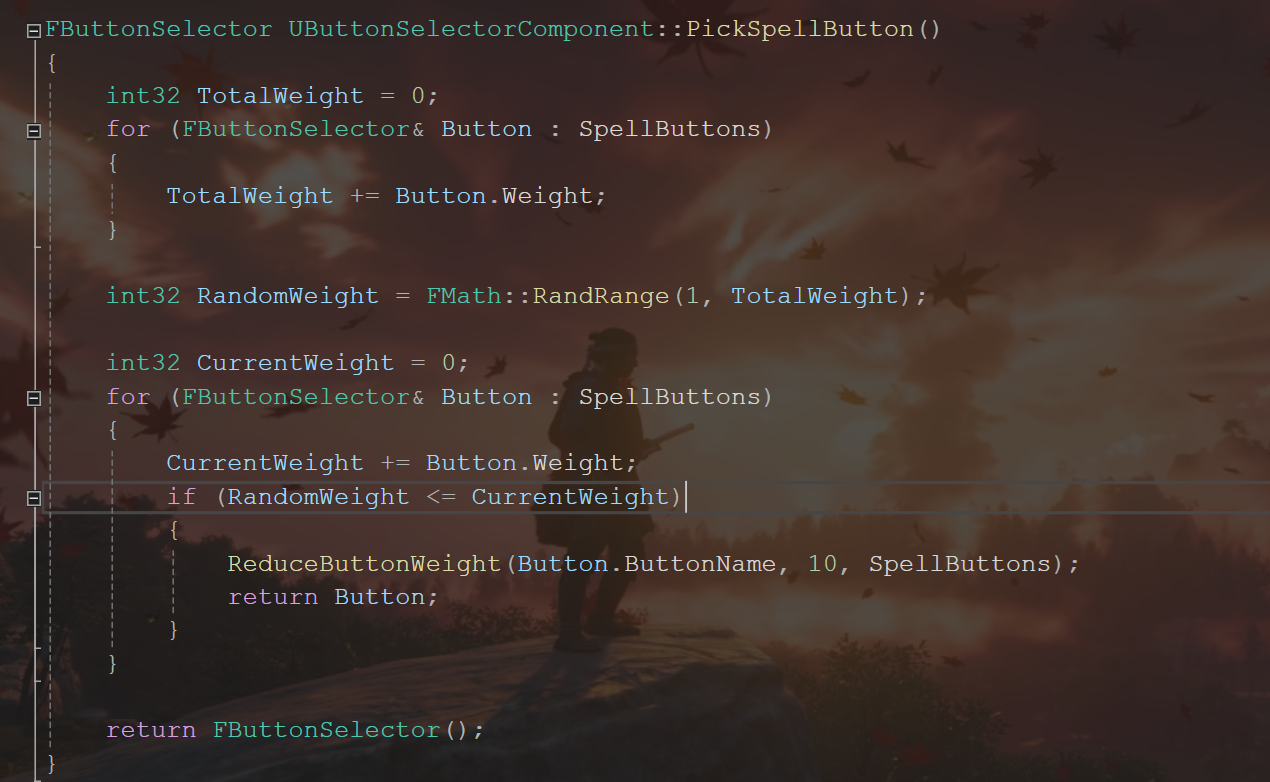 FButtonSelector UButtonSelectorComponent::PickSpellButton()
{
    int32 TotalWeight = 0;
    for (FButtonSelector& Button : SpellButtons)
    {
        TotalWeight += Button.Weight;
    }

    int32 RandomWeight = FMath::RandRange(1, TotalWeight);

    int32 CurrentWeight = 0;
    for (FButtonSelector& Button : SpellButtons)
    {
        CurrentWeight += Button.Weight;
        if (RandomWeight <= CurrentWeight)
        {
            ReduceButtonWeight(Button.ButtonName, 10, SpellButtons);
            return Button;
        }
    }

    return FButtonSelector();
}